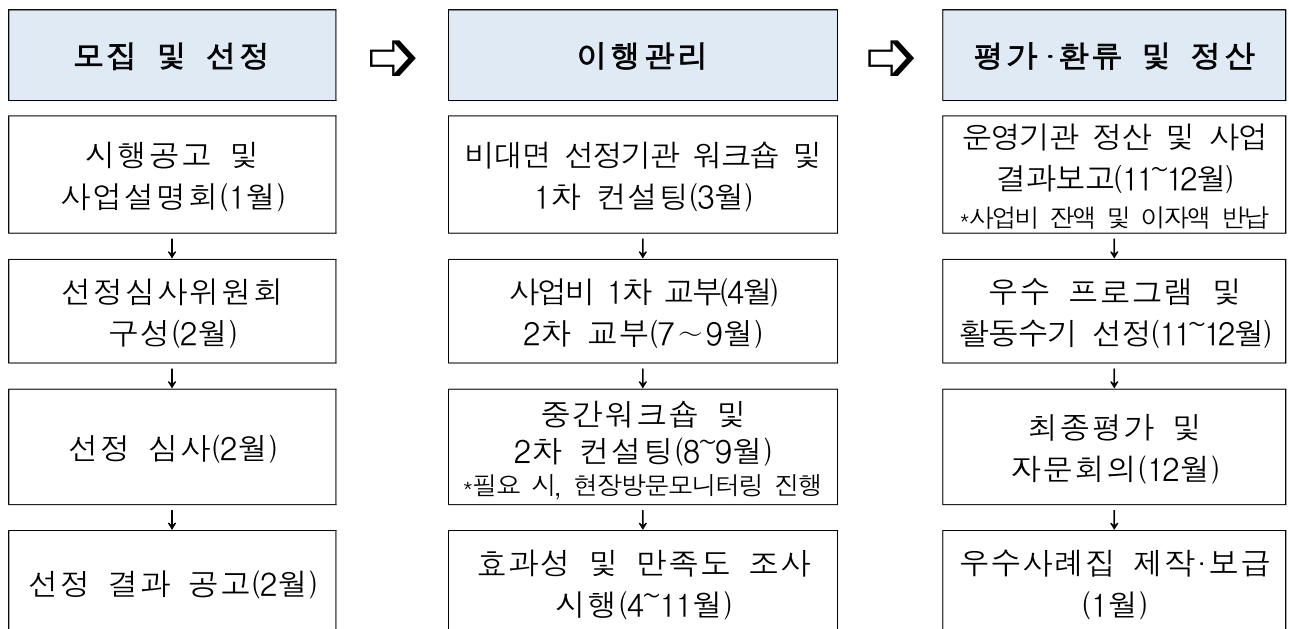 모집 및 선정
시행공고 및
사업설명회(1월)
선정심사위원회
구성(2월)
선정 심사(2월)
선정 결과 공고(2월)
이행관리
비대면 선정기관 워크숍 및
1차 컨설팅(3월)
사업비 1차 교부(4월)
2차 교부(7～9월)
중간워크숍 및
2차 컨설팅(8~9월)
*필요 시, 현장방문모니터링 진행
효과성 및 만족도 조사
시행(4~11월)
평가·환류 및 정산
운영기관 정산 및 사업
결과보고(11~12월)
*사업비 잔액 및 이자액 반납
우수 프로그램 및
활동수기 선정(11~12월)
최종평가 및
자문회의(12월)
우수사례집 제작·보급
(1월)